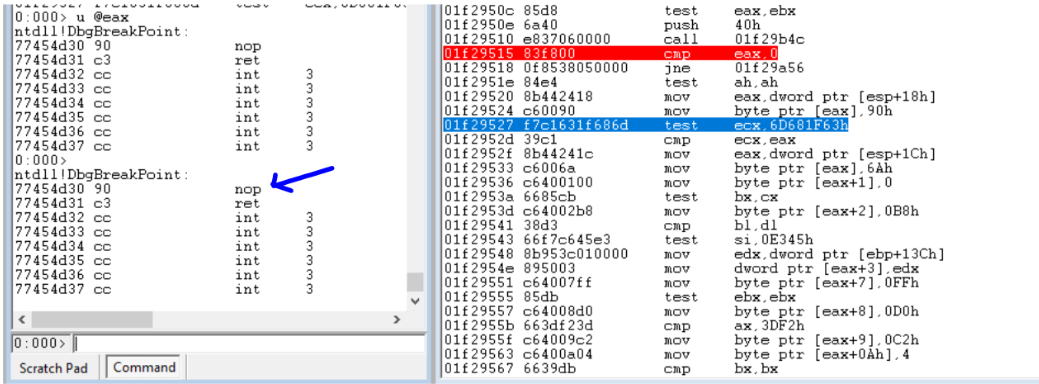 0:000> u @eax
ntdll!DbgBreakPoint:
77454d30 90 nop
77454d31 c3 ret
77454d32 cc int 3
77454d33 cc int 3
77454d34 cc int 3
77454d35 cc int 3
77454d36 cc int 3
77454d37 cc int 3
0:000>
ntdll!DbgBreakPoint:
77454d30 90 nop
77454d31 c3 ret
77454d32 cc int 3
77454d33 cc int 3
77454d34 cc int 3
77454d35 cc int 3
77454d36 cc int 3
77454d37 cc int 3
0:000>
Scratch Pad Command
01f2950c 85d8 test eax,ebx
01f2950e 6a40 push 40h
01f29510 e837060000 call 01f29b4c
01f29515 83f800 cmp eax,0
01f29518 0f8538050000 jne 01f29a56
01f2951e 84e4 test ah,ah
01f29520 8b442418 mov eax,dword ptr [esp+18h]
01f29524 c60090 mov byte ptr [eax],90h
01f29527 f7c1631f686d test ecx,6D681F63h
01f2952d 39c1 cmp ecx,eax
01f2952f 8b44241c mov eax,dword ptr [esp+1Ch]
01f29533 c6006a mov byte ptr [eax],6Ah
01f29536 c6400100 mov byte ptr [eax+1],0
01f2953a 6685cb test bx,cx
01f2953d c64002b8 mov byte ptr [eax+2],0B8h
01f29541 38d3 cmp bl,dl
01f29543 66f7c645e3 test si,0E345h
01f29548 8b953c010000 mov edx,dword ptr [ebp+13Ch]
01f2954e 895003 mov dword ptr [eax+3],edx
01f29551 c64007ff mov byte ptr [eax+7],0FFh
01f29555 85db test ebx,ebx
01f29557 c64008d0 mov byte ptr [eax+8],0D0h
01f2955b 663df23d cmp ax,3DF2h
01f2955f c64009c2 mov byte ptr [eax+9],0C2h
01f29563 c6400a04 mov byte ptr [eax+0Ah],4
01f29567 6639db cmp bx,bx